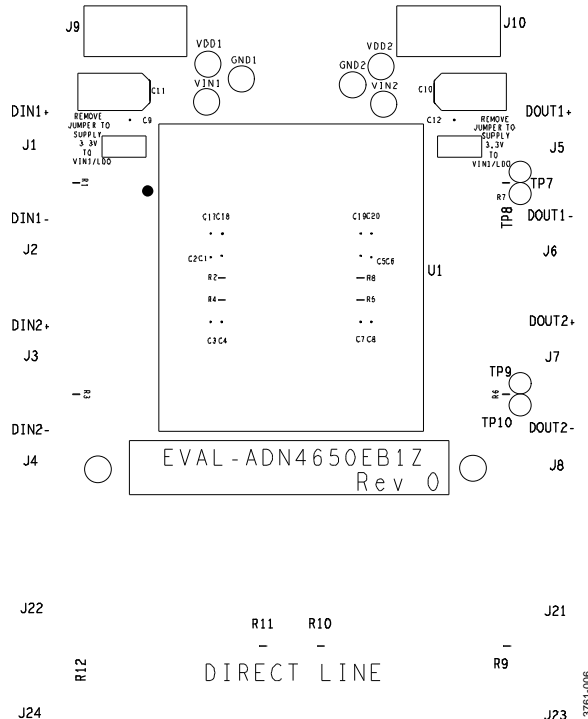 J9
J10
VDD1
GND1
VDD2
GND2
VIN1
VIN2
C11
C10
DIN1+
DOUT1+
REMOVE
JUMPER TO
SUPPLY
3 3V
TO
VIN1/LDO
C9
C12
REMOVE
JUMPER TO
SUPPLY
3.3V
TO
VIN1/LDO
J1
J5
R1
TP7
R7
TP8
DIN1-
DOUT1-
C17C18
C19C20
J2
J6
C2C1
C5C6
U1
R2
R8
R4
R5
DIN2+
DOUT2+
C3C4
C7C8
J3
J7
TP9
R3
R6
TP10
DIN2-
DOUT2-
J4
J8
EVAL-ADN4650EB1Z
Rev 0
J22
J21
R11
R10
R12
DIRECT LINE
R9
J24
J23
3761-006